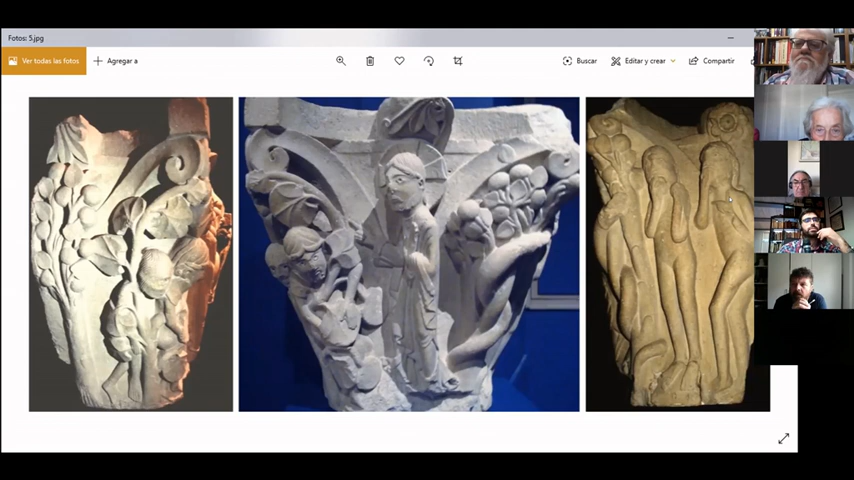 Fotos: 5.jpg
Ver todas las fotos
Agregar a
Buscar
Editar y crear
Compartir